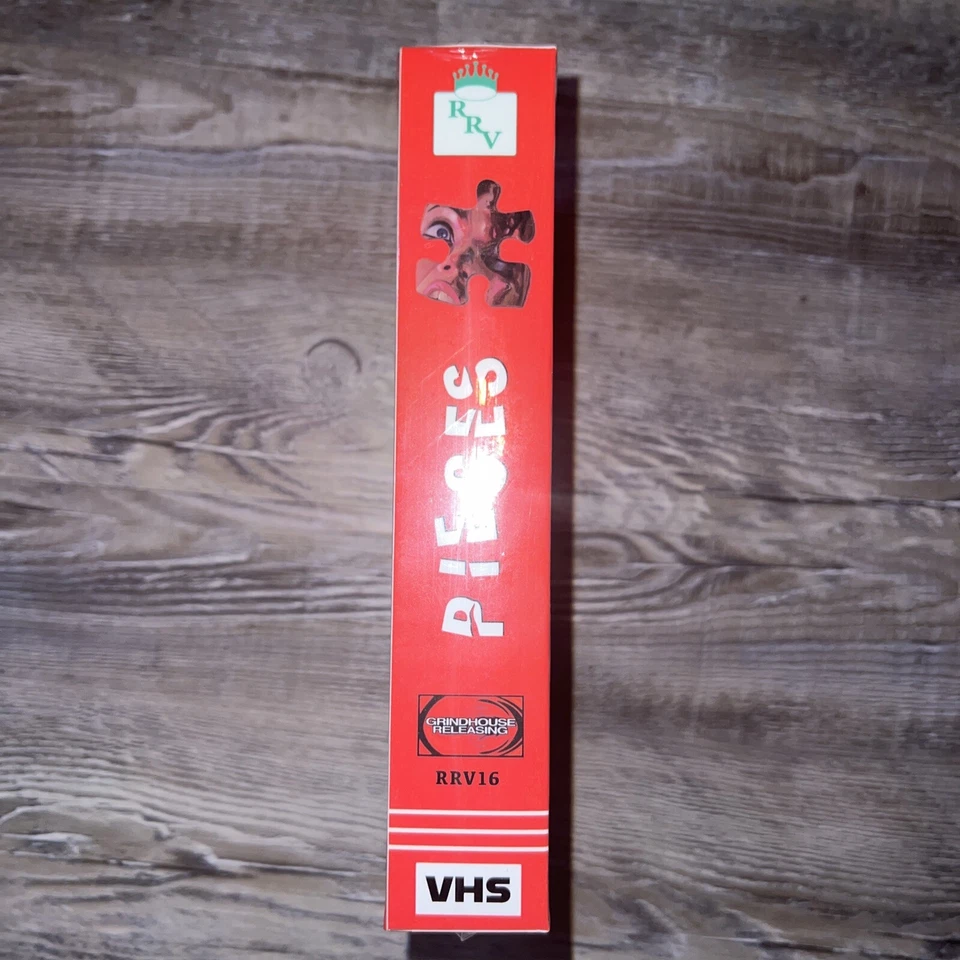 RRV
PIECES
GRINDHOUSE
RELEASING
RRV16
VHS